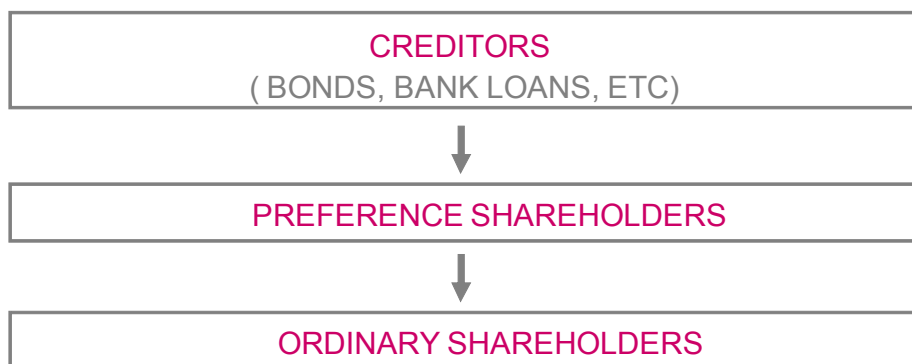 CREDITORS
( BONDS, BANK LOANS, ETC)
PREFERENCE SHAREHOLDERS
ORDINARY SHAREHOLDERS